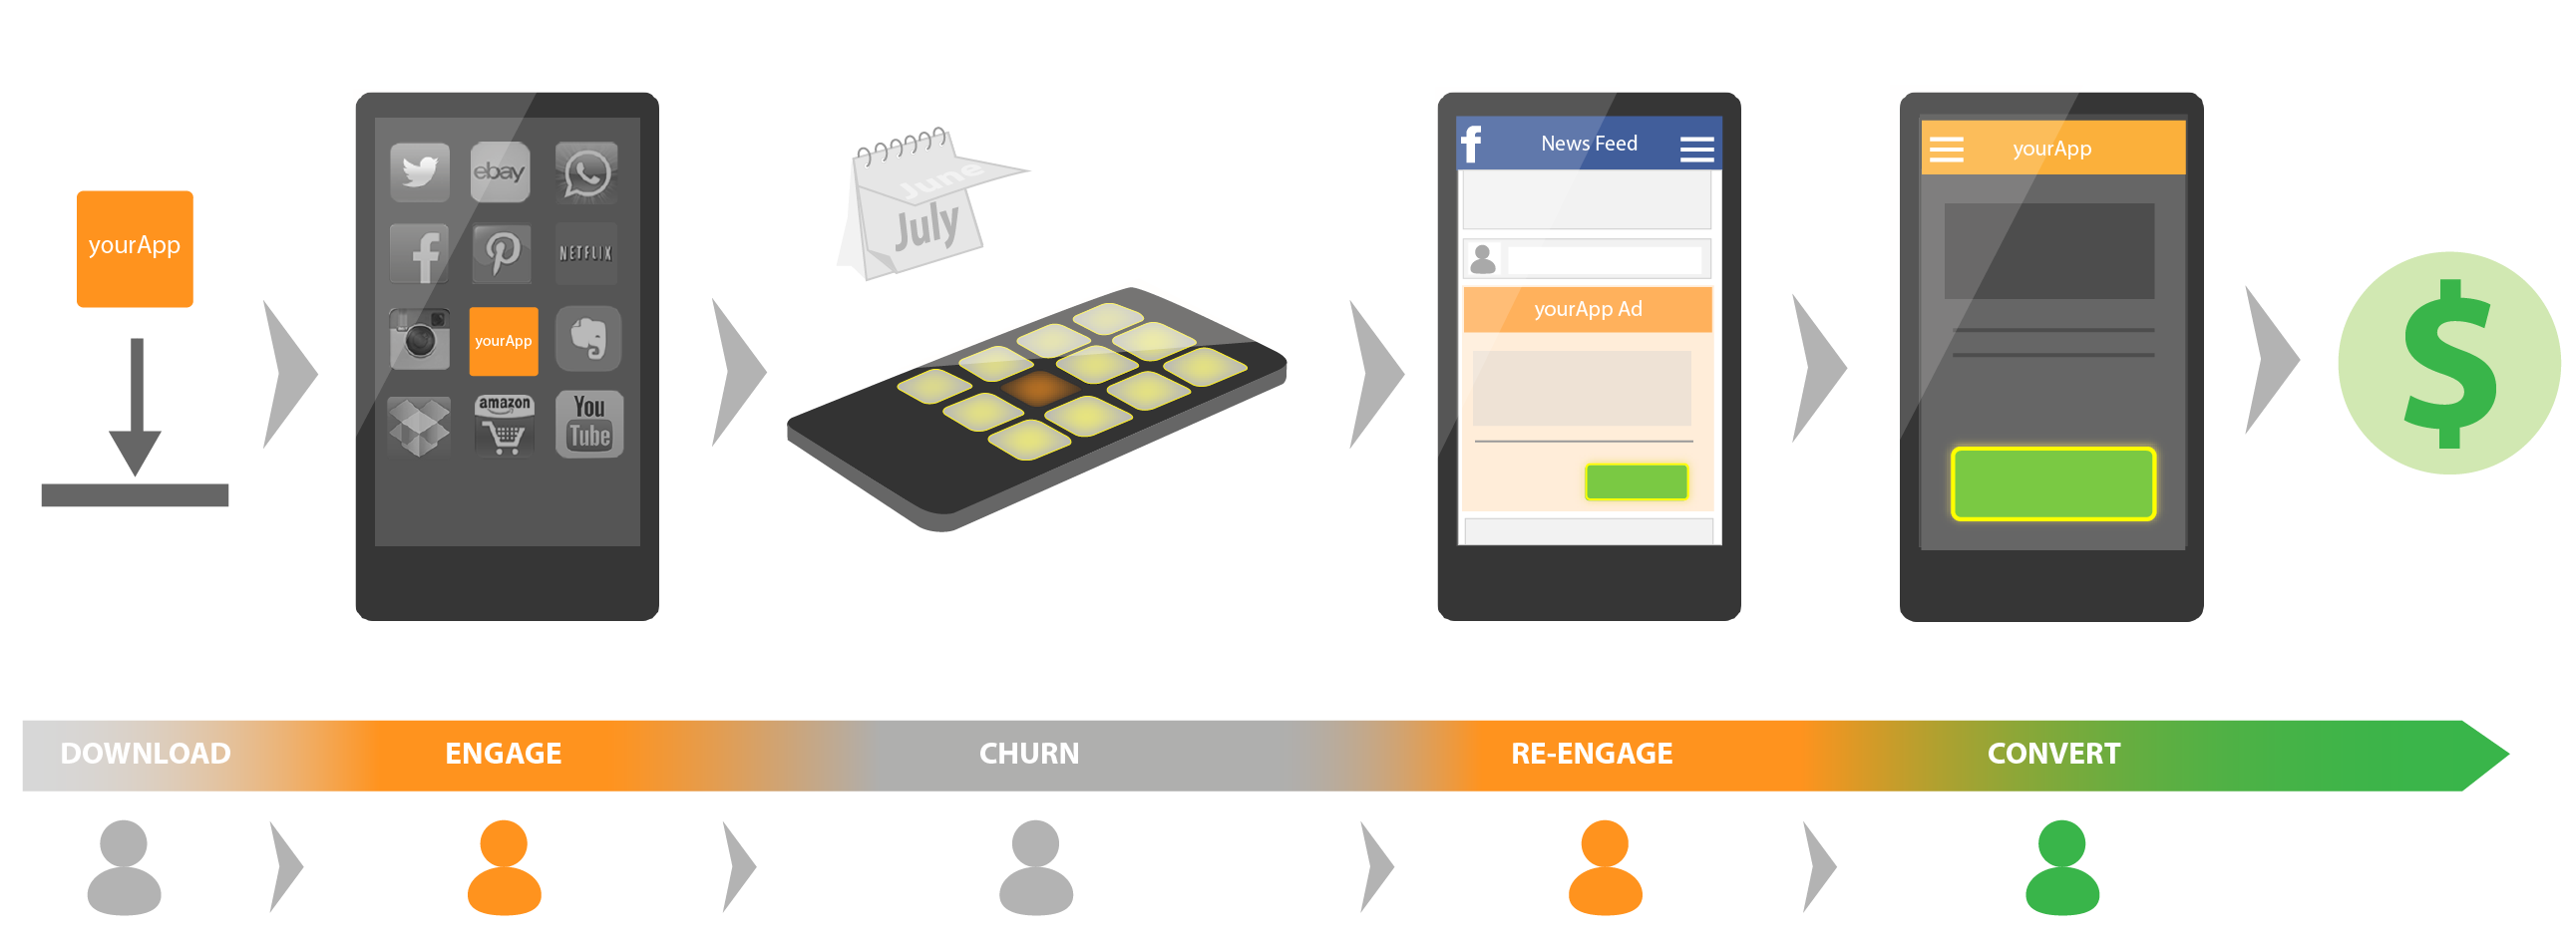 yourApp
ebay
NETFLIX
yourApp
amazon
You
Tube
June
July
f
News Feed
yourApp Ad
yourApp
$
DOWNLOAD
ENGAGE
CHURN
RE-ENGAGE
CONVERT